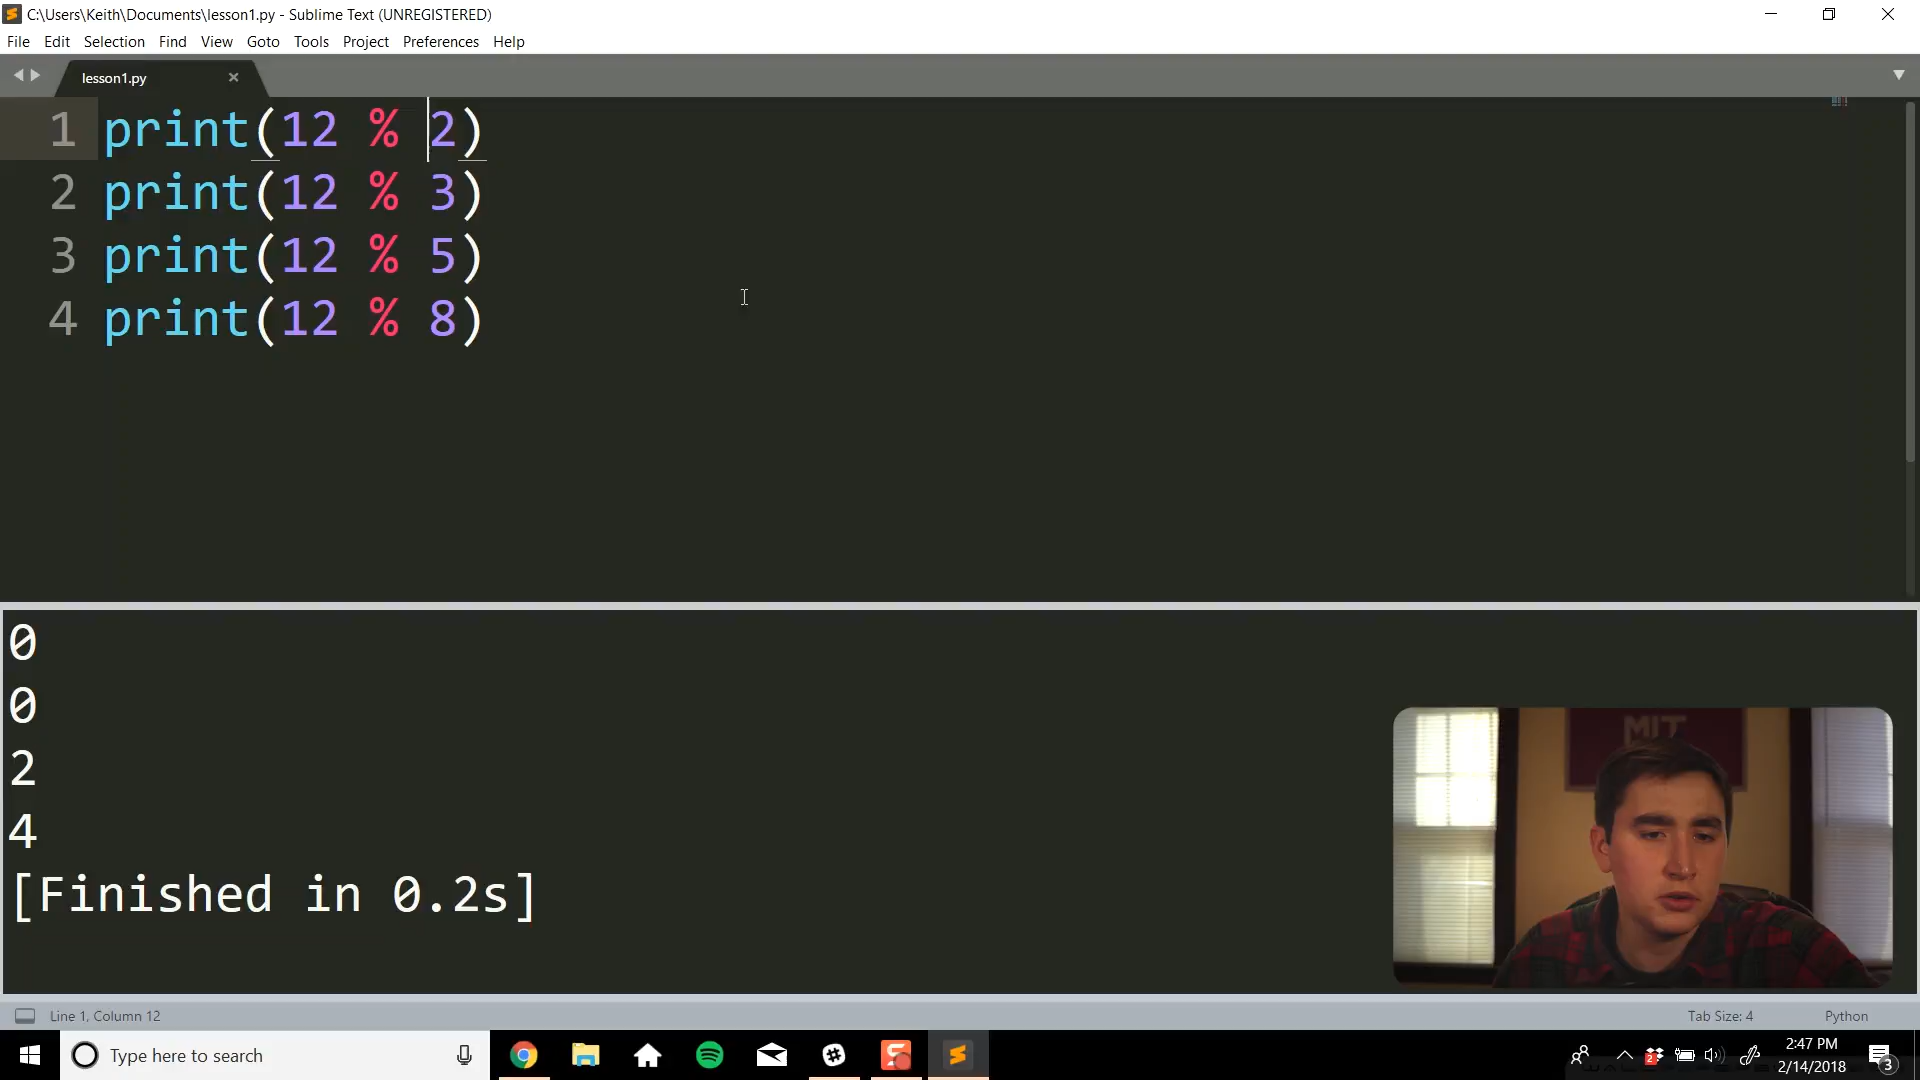 C:\Users\Keith\Documents\lesson1.py - Sublime Text (UNREGISTERED)
File Edit Selection Find View Goto Tools Project Preferences Help
lesson1.py
1 print(12 % 2)
2 print(12 % 3)
3 print(12 % 5)
4 print(12 % 8)
0
0
2
4
[Finished in 0.2s]
MIT
Line 1, Column 12
Tab Size: 4
Python
Type here to search
2
2:47 PM
2/14/2018
3